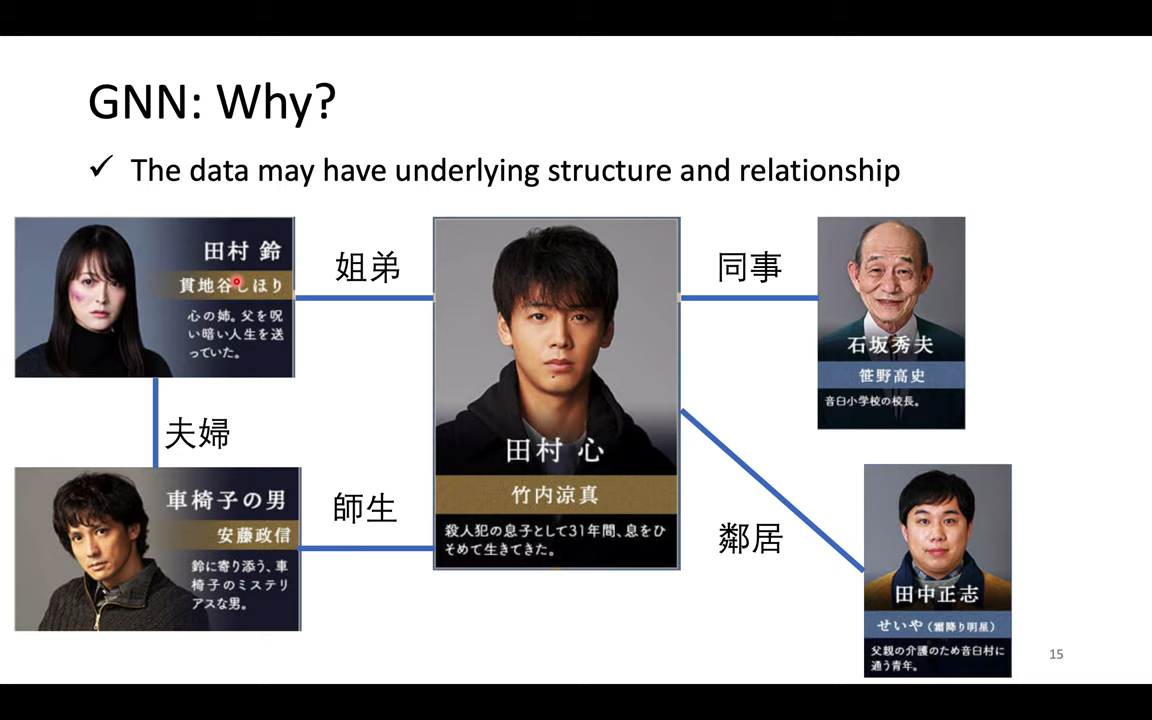 GNN: Why?
✓ The data may have underlying structure and relationship
田村 鈴
貫地谷しほり
心の姉。父を呪
い暗い人生を送
っていた。
姐弟
田村 心
竹内涼真
殺人犯の息子として31年間、息をひ
そめて生きてきた。
同事
石坂秀夫
笹野高史
音臼小学校の校長。
夫婦
車椅子の男
安藤政信
鈴に寄り添う、車
椅子のミステリ
アスな男。
師生
鄰居
田中正志
せいや（霜降り明星）
父親の介護のため音臼村に
通う青年。
15